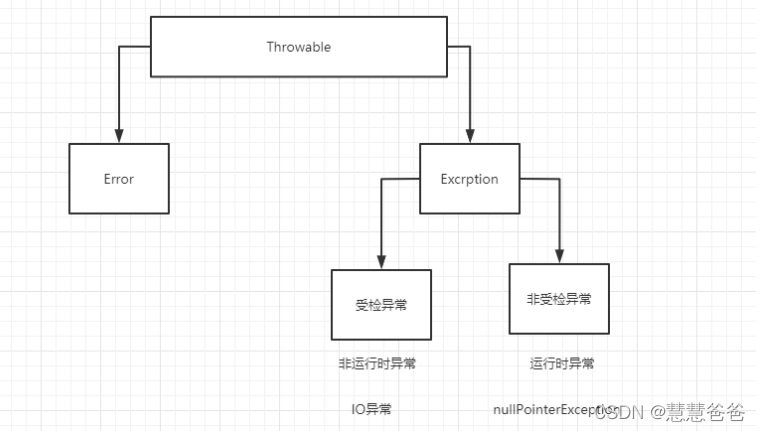 Throwable
Error
Excrption
受检异常
非受检异常
非运行时异常
运行时异常
IO异常
nullPointerException
CSDN @慧慧爸爸